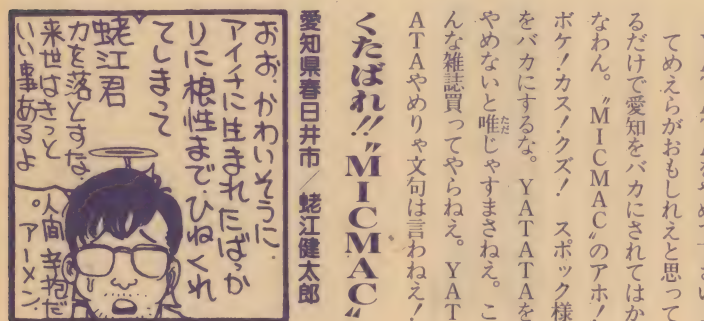 てめえらがおもしれえと思って
るだけで愛知をバカにされてはか
なわん。〝MICMAC〟のアホ!
ボケ!カス!クズ! スポック様
をバカにするな。YATATAを
やめないと唯じゃすまさねえ。こ
ただ
んな雑誌買ってやらねえ。YAT
ATAやめりゃ文句は言わねえ!
くたばれ!!〝MICMAC〟
愛知県春日井市/蛯江健太郎
おお、かわいそうに
アイチに生まれたばっか
りに根性まで、ひねくれ
てしまって
蛯江君
力を落とすな
来世はきっと
いい事あるよ
人間辛抱だ
。アーメン